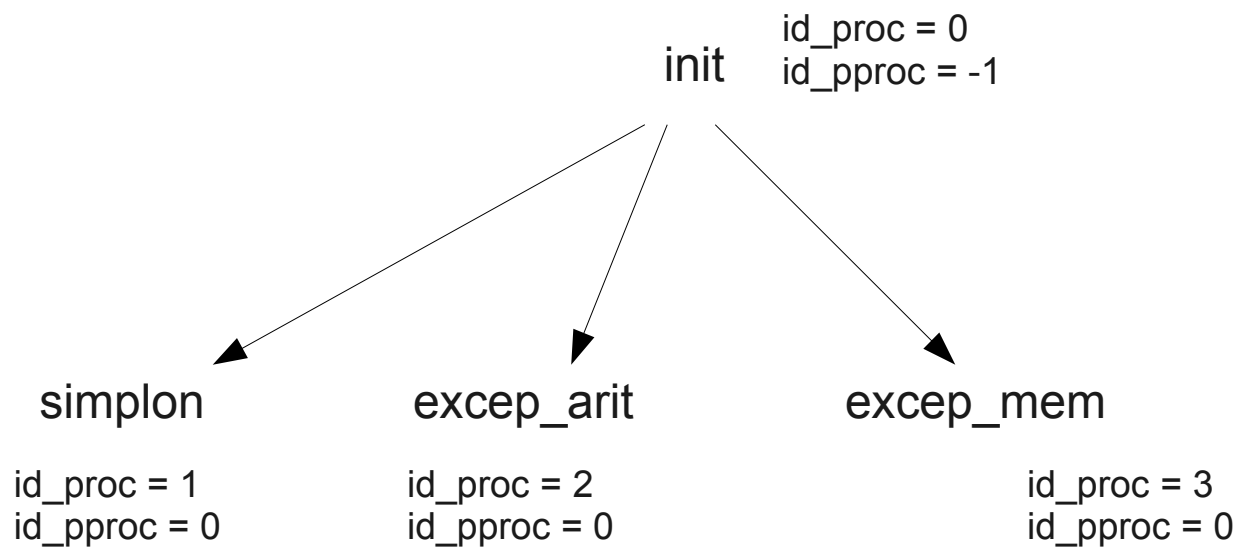 init
id_proc = 0
id_pproc = -1
simplon
excep_arit
excep_mem
id_proc = 1
id_pproc = 0
id_proc = 2
id_pproc = 0
id_proc = 3
id_pproc = 0